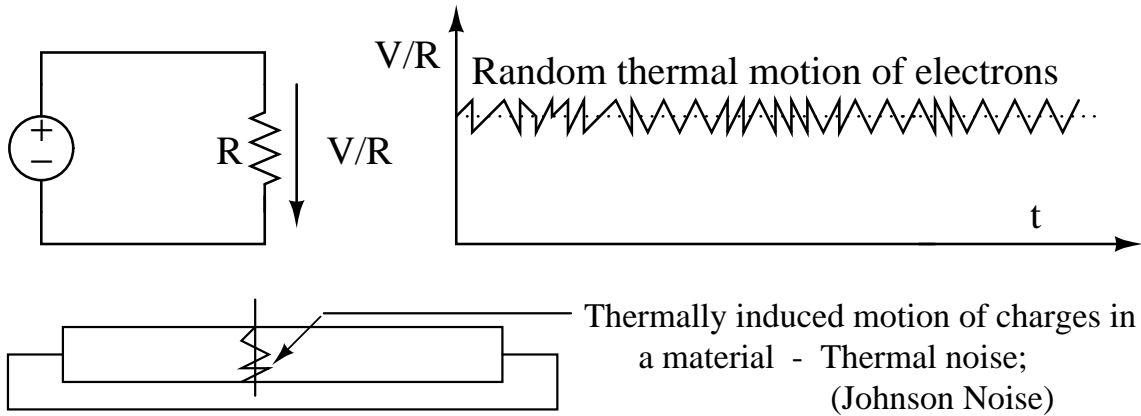 V/R
Random thermal motion of electrons
+
−
R
V/R
t
Thermally induced motion of charges in
a material - Thermal noise;
(Johnson Noise)